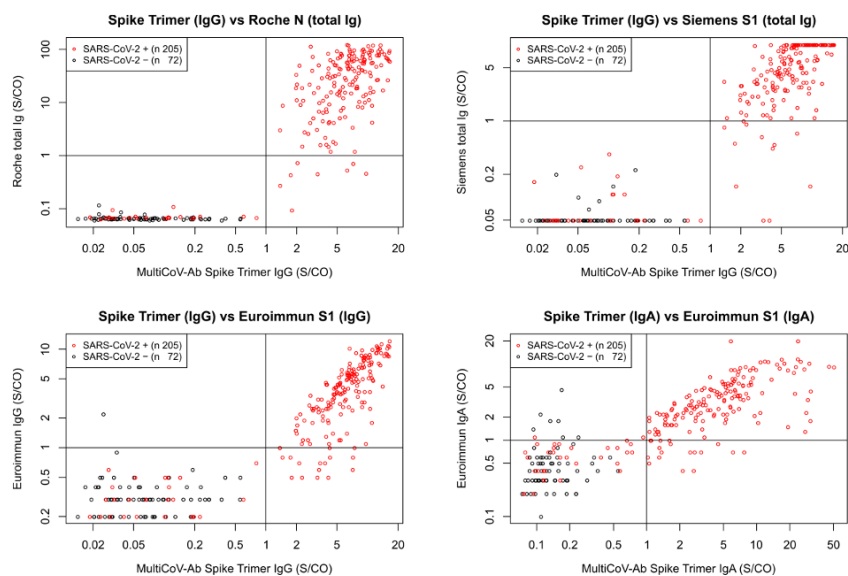 Spike Trimer (IgG) vs Roche N (total Ig)
SARS-CoV-2 + (n 205)
SARS-CoV-2 − (n 72)
Roche total Ig (S/CO)
100
10
1
0.1
0.02 0.05 0.2 0.5 1 2 5 20
MultiCoV-Ab Spike Trimer IgG (S/CO)
Spike Trimer (IgG) vs Siemens S1 (total Ig)
SARS-CoV-2 + (n 205)
SARS-CoV-2 − (n 72)
Siemens total Ig (S/CO)
5
1
0.2
0.05
0.02 0.05 0.2 0.5 1 2 5 20
MultiCoV-Ab Spike Trimer IgG (S/CO)
Spike Trimer (IgG) vs Euroimmun S1 (IgG)
SARS-CoV-2 + (n 205)
SARS-CoV-2 − (n 72)
Euroimmun IgG (S/CO)
10
5
2
1
0.5
0.2
0.02 0.05 0.2 0.5 1 2 5 20
MultiCoV-Ab Spike Trimer IgG (S/CO)
Spike Trimer (IgA) vs Euroimmun S1 (IgA)
SARS-CoV-2 + (n 205)
SARS-CoV-2 − (n 72)
Euroimmun IgA (S/CO)
20
5
2
1
0.5
0.1
0.1 0.2 0.5 1 2 5 10 20 50
MultiCoV-Ab Spike Trimer IgA (S/CO)